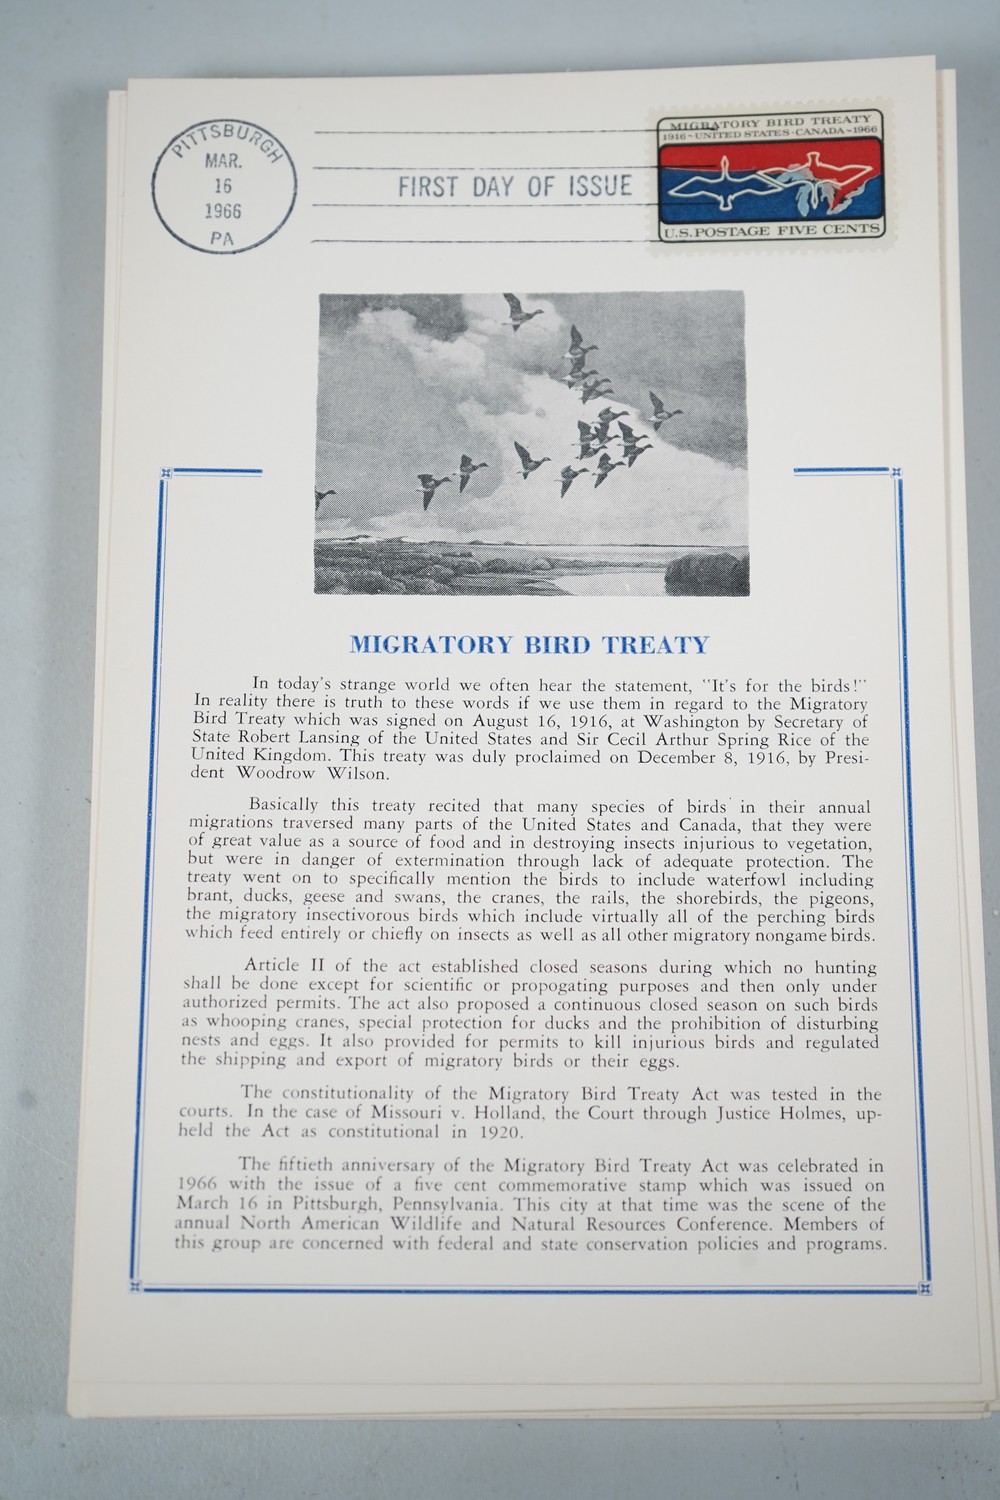 PITTSBURGH
MAR.
16
1966
PA
FIRST DAY OF ISSUE
MIGRATORY BIRD TREATY
1916~UNITED STATES·CANADA~1966
U.S. POSTAGE FIVE CENTS
MIGRATORY BIRD TREATY
In today's strange world we often hear the statement, "It's for the birds!"
In reality there is truth to these words if we use them in regard to the Migratory
Bird Treaty which was signed on August 16, 1916, at Washington by Secretary of
State Robert Lansing of the United States and Sir Cecil Arthur Spring Rice of the
United Kingdom. This treaty was duly proclaimed on December 8, 1916, by Presi-
dent Woodrow Wilson.
Basically this treaty recited that many species of birds in their annual
migrations traversed many parts of the United States and Canada, that they were
of great value as a source of food and in destroying insects injurious to vegetation,
but were in danger of extermination through lack of adequate protection. The
treaty went on to specifically mention the birds to include waterfowl including
brant, ducks, geese and swans, the cranes, the rails, the shorebirds, the pigeons,
the migratory insectivorous birds which include virtually all of the perching birds
which feed entirely or chiefly on insects as well as all other migratory nongame birds.
Article II of the act established closed seasons during which no hunting
shall be done except for scientific or propogating purposes and then only under
authorized permits. The act also proposed a continuous closed season on such birds
as whooping cranes, special protection for ducks and the prohibition of disturbing
nests and eggs. It also provided for permits to kill injurious birds and regulated
the shipping and export of migratory birds or their eggs.
The constitutionality of the Migratory Bird Treaty Act was tested in the
courts. In the case of Missouri v. Holland, the Court through Justice Holmes, up-
held the Act as constitutional in 1920.
The fiftieth anniversary of the Migratory Bird Treaty Act was celebrated in
1966 with the issue of a five cent commemorative stamp which was issued on
March 16 in Pittsburgh, Pennsylvania. This city at that time was the scene of the
annual North American Wildlife and Natural Resources Conference. Members of
this group are concerned with federal and state conservation policies and programs.